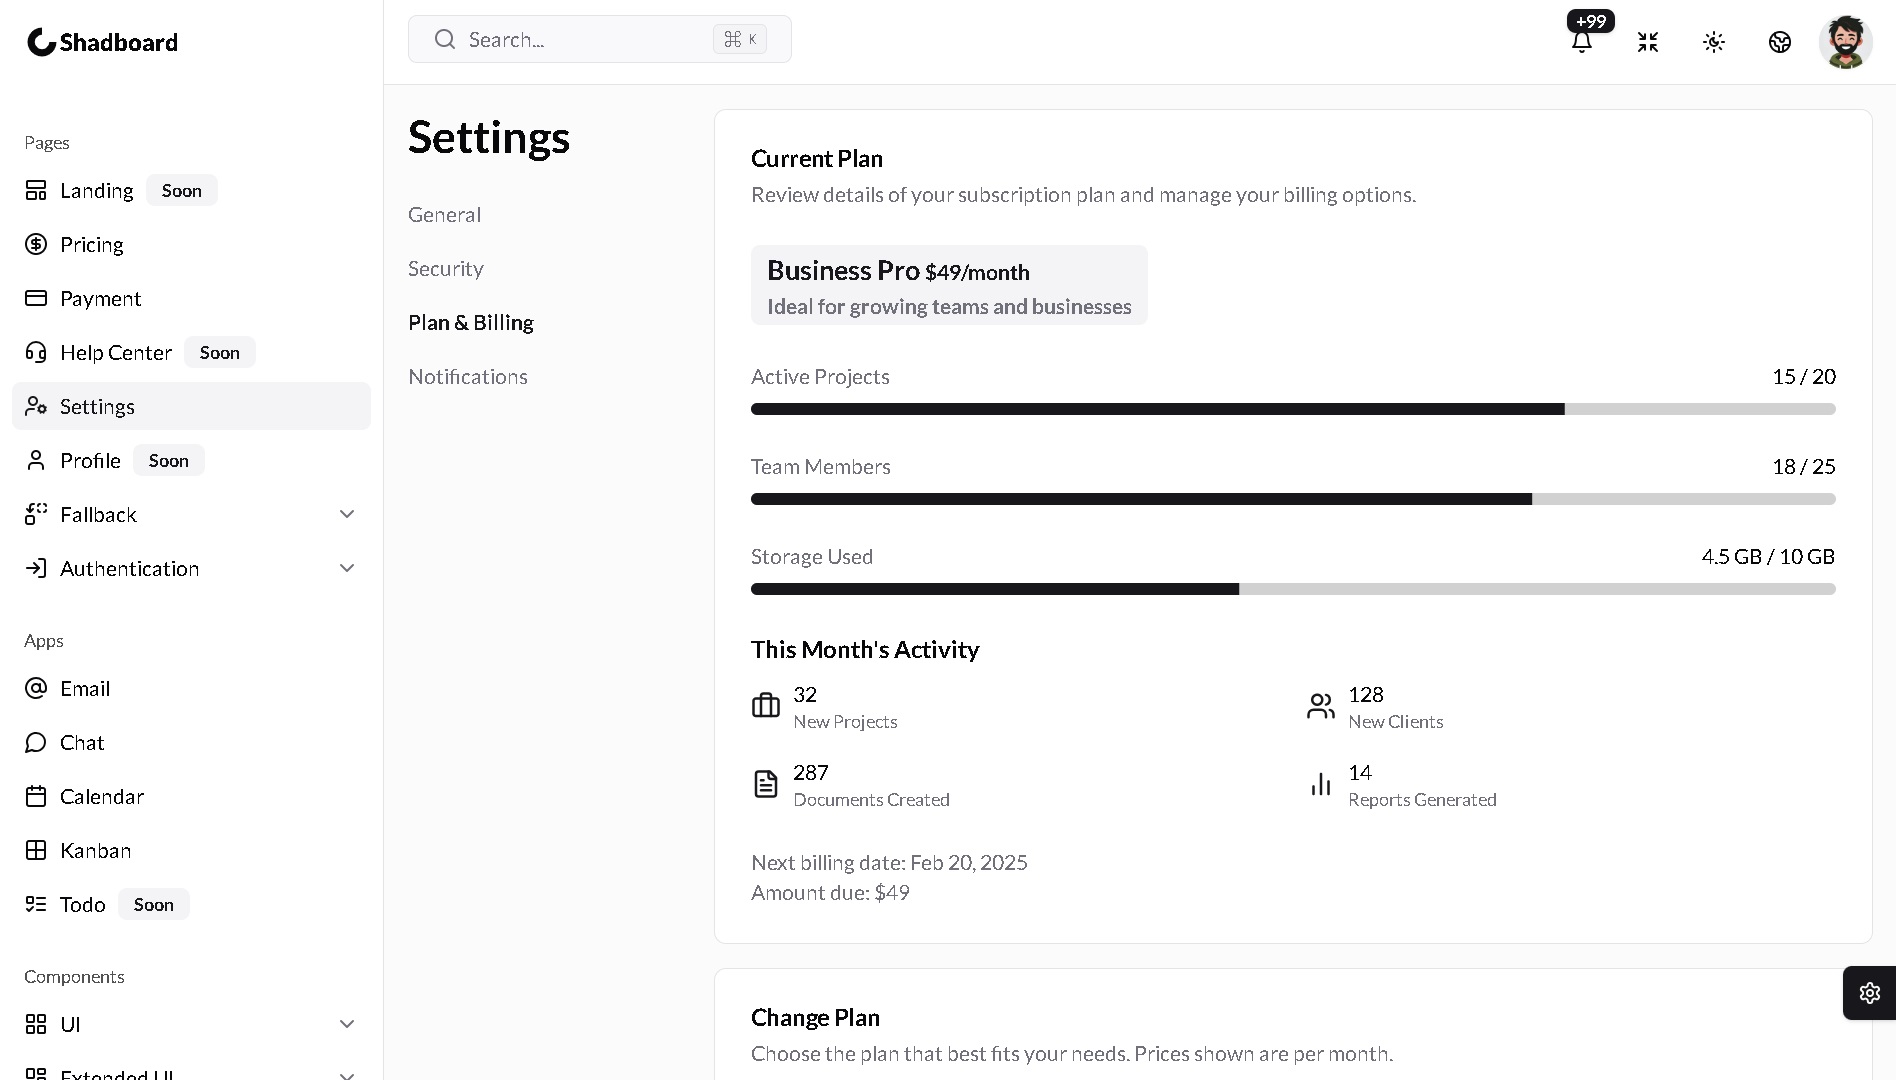 Shadboard
Search...
⌘ K
+99
Pages
Landing Soon
Pricing
Payment
Help Center Soon
Settings
Profile Soon
Fallback
Authentication
Apps
Email
Chat
Calendar
Kanban
Todo Soon
Components
UI
Extended UI
Settings
General
Security
Plan & Billing
Notifications
Current Plan
Review details of your subscription plan and manage your billing options.
Business Pro $49/month
Ideal for growing teams and businesses
Active Projects 15 / 20
Team Members 18 / 25
Storage Used 4.5 GB / 10 GB
This Month's Activity
32
New Projects
128
New Clients
287
Documents Created
14
Reports Generated
Next billing date: Feb 20, 2025
Amount due: $49
Change Plan
Choose the plan that best fits your needs. Prices shown are per month.